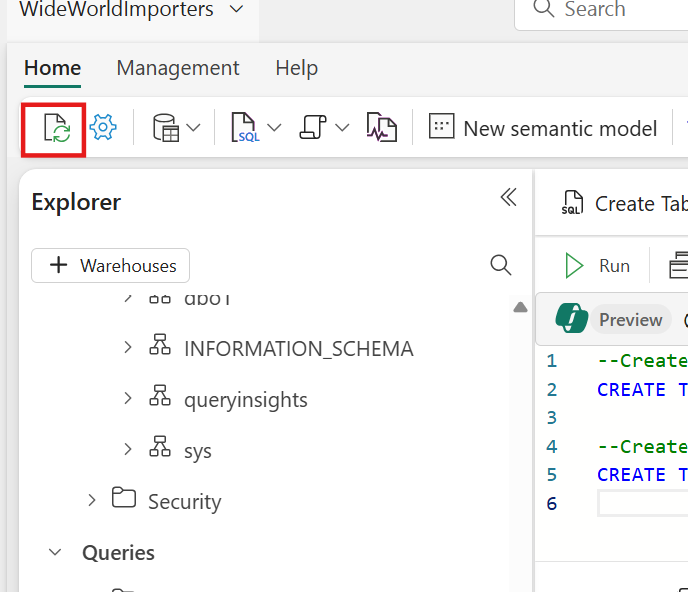 WideWorldImporters
Search
Home Management Help
SQL
New semantic model
Explorer
SQL Create Tab
+ Warehouses
Run
dbo1
Preview
INFORMATION_SCHEMA
queryinsights
sys
Security
Queries
1 --Create
2 CREATE T
3
4 --Create
5 CREATE T
6